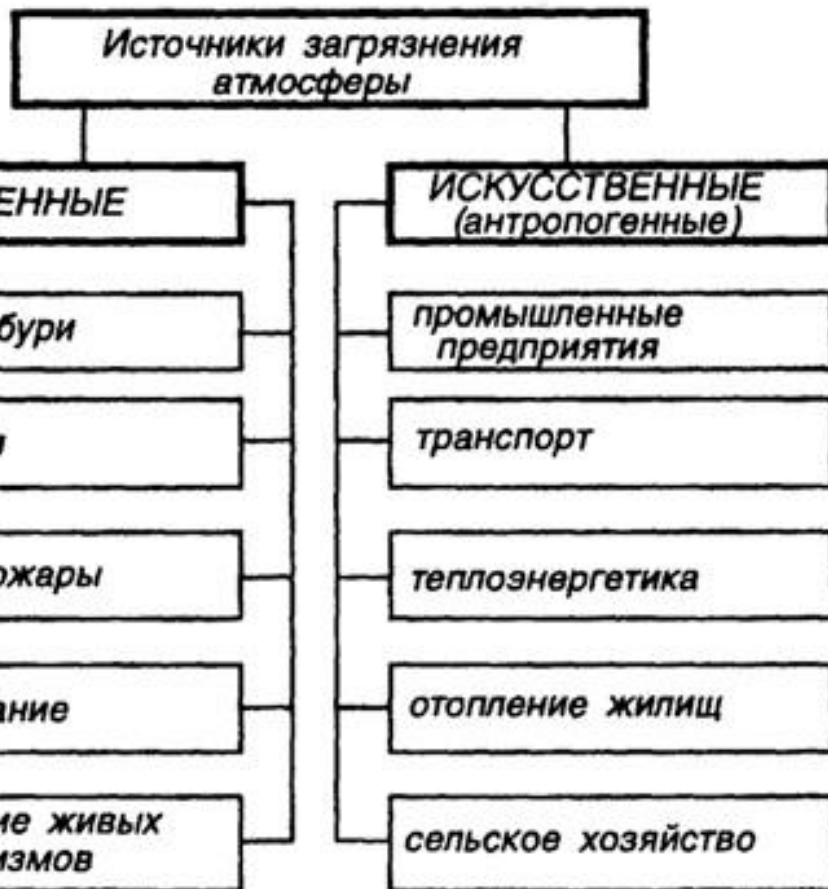 Источники загрязнения
атмосферы
ЕННЫЕ
бури
ожары
ание
ие живых
измов
ИСКУССТВЕННЫЕ
(антропогенные)
промышленные
предприятия
транспорт
теплоэнергетика
отопление жилищ
сельское хозяйство